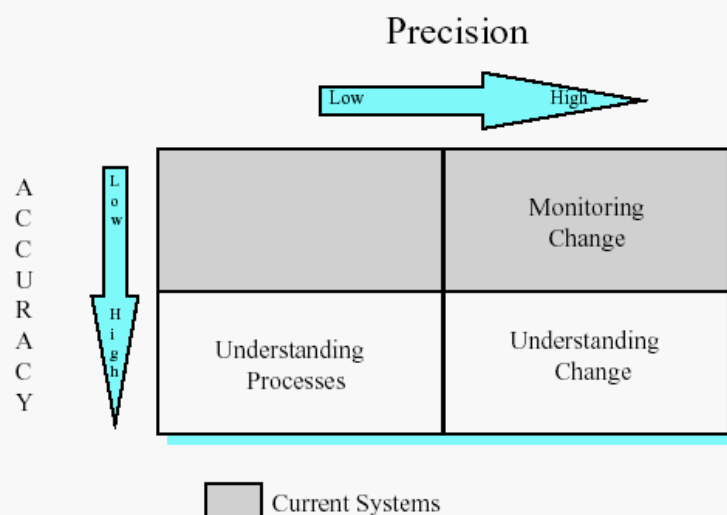 Precision
Low High
Low
High
ACCURACY
Monitoring
Change
Understanding
Processes
Understanding
Change
Current Systems